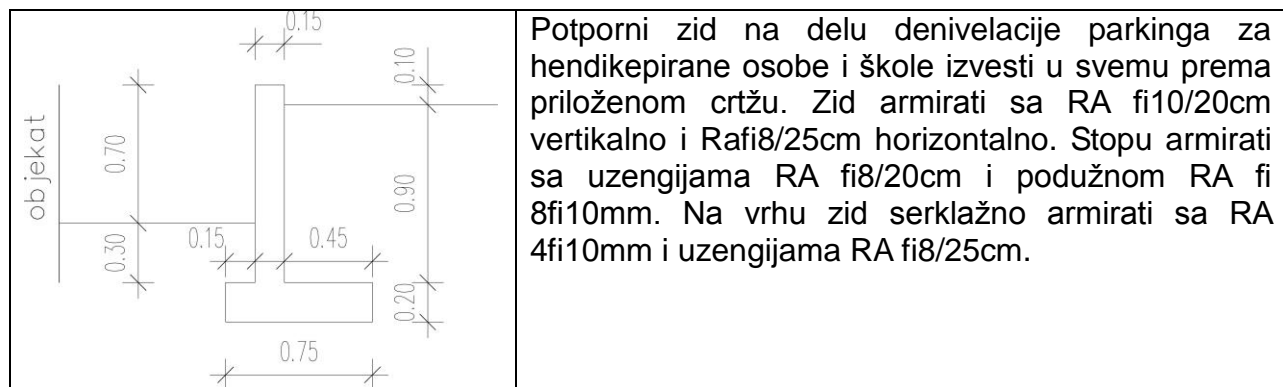 0.15
0.10
objekat
0.70
0.90
0.30
0.15
0.45
0.20
0.75
Potporni zid na delu denivelacije parkinga za
hendikepirane osobe i škole izvesti u svemu prema
priloženom crtžu. Zid armirati sa RA fi10/20cm
vertikalno i Rafi8/25cm horizontalno. Stopu armirati
sa uzengijama RA fi8/20cm i podužnom RA fi
8fi10mm. Na vrhu zid serklažno armirati sa RA
4fi10mm i uzengijama RA fi8/25cm.